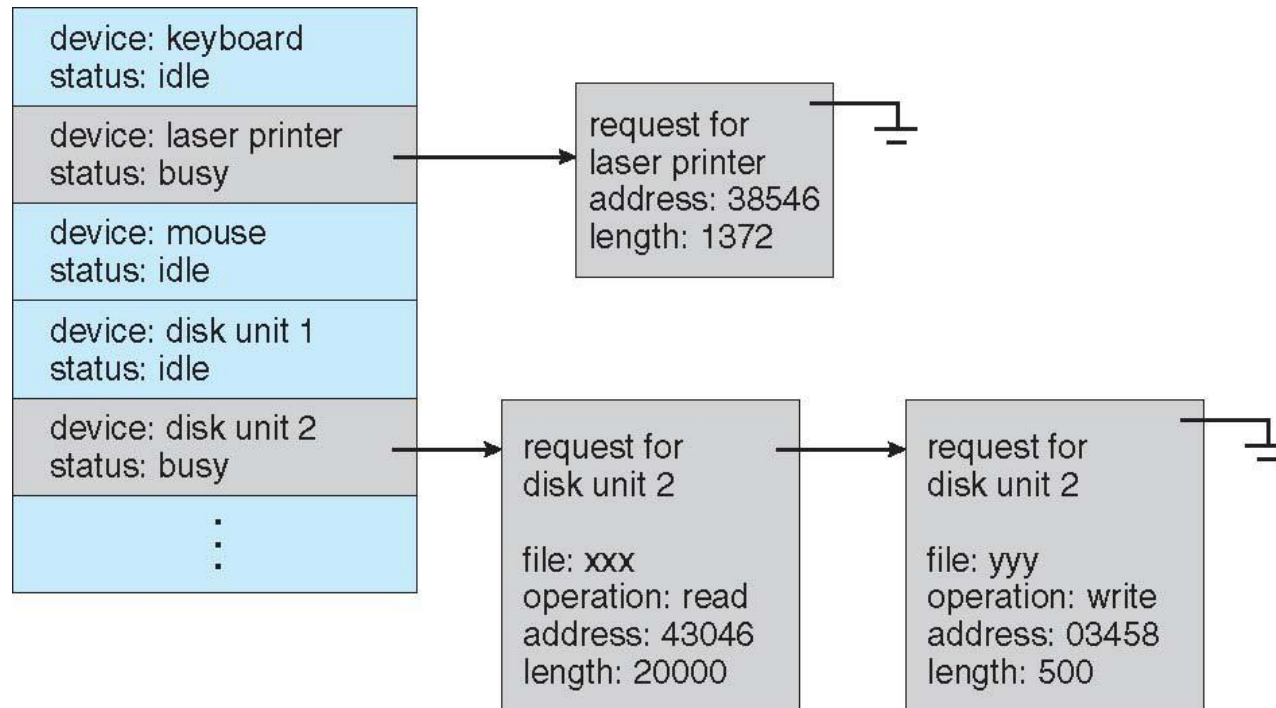 device: keyboard
status: idle
device: laser printer
status: busy
device: mouse
status: idle
device: disk unit 1
status: idle
device: disk unit 2
status: busy
request for
laser printer
address: 38546
length: 1372
request for
disk unit 2
file: xxx
operation: read
address: 43046
length: 20000
request for
disk unit 2
file: yyy
operation: write
address: 03458
length: 500